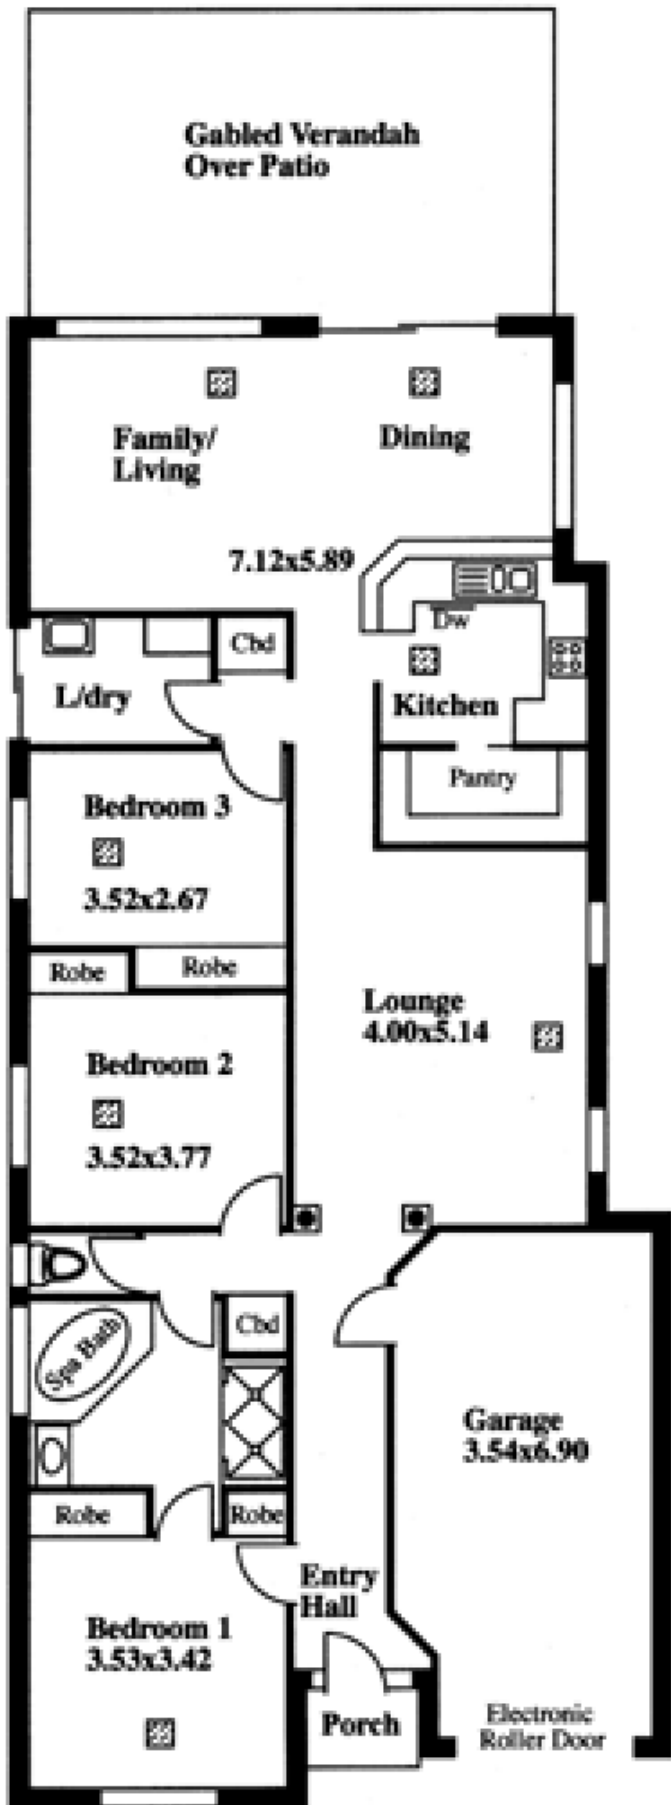 Gabled Verandah
Over Patio
Family/
Living
Dining
7.12x5.89
Dw
Cbd
L/dry
Kitchen
Pantry
Bedroom 3
3.52x2.67
Robe
Robe
Lounge
4.00x5.14
Bedroom 2
3.52x3.77
Cbd
Spa Bath
Garage
3.54x6.90
Robe
Robe
Entry
Hall
Bedroom 1
3.53x3.42
Porch
Electronic
Roller Door